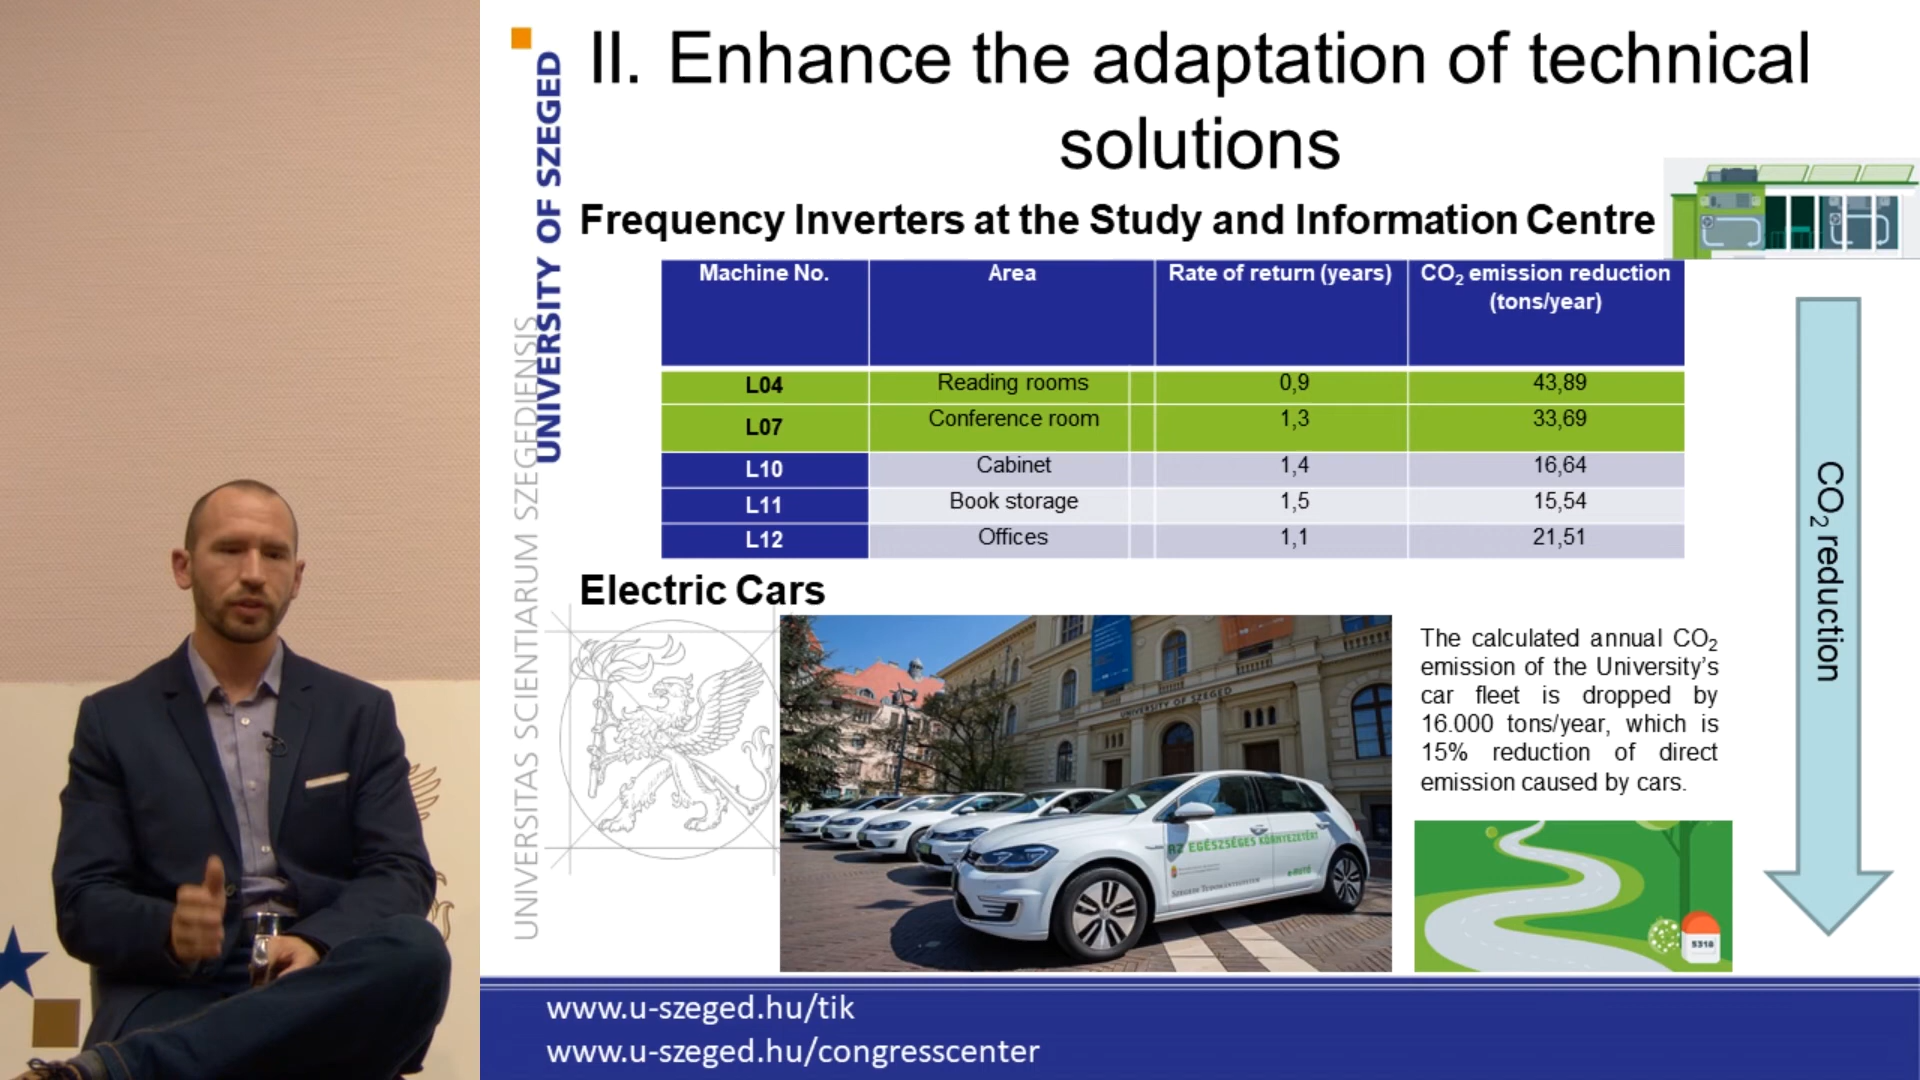 II. Enhance the adaptation of technical
solutions
UNIVERSITY OF SZEGED
UNIVERSITAS SCIENTIARUM SZEGEDIENSIS
Frequency Inverters at the Study and Information Centre
Machine No. Area Rate of return (years) CO₂ emission reduction
(tons/year)
L04 Reading rooms 0,9 43,89
L07 Conference room 1,3 33,69
L10 Cabinet 1,4 16,64
L11 Book storage 1,5 15,54
L12 Offices 1,1 21,51
CO₂ reduction
Electric Cars
UNIVERSITY OF SZEGED
AZ EGÉSZSÉGES KÖRNYEZETÉRT
The calculated annual CO₂
emission of the University's
car fleet is dropped by
16.000 tons/year, which is
15% reduction of direct
emission caused by cars.
5318
www.u-szeged.hu/tik
www.u-szeged.hu/congresscenter